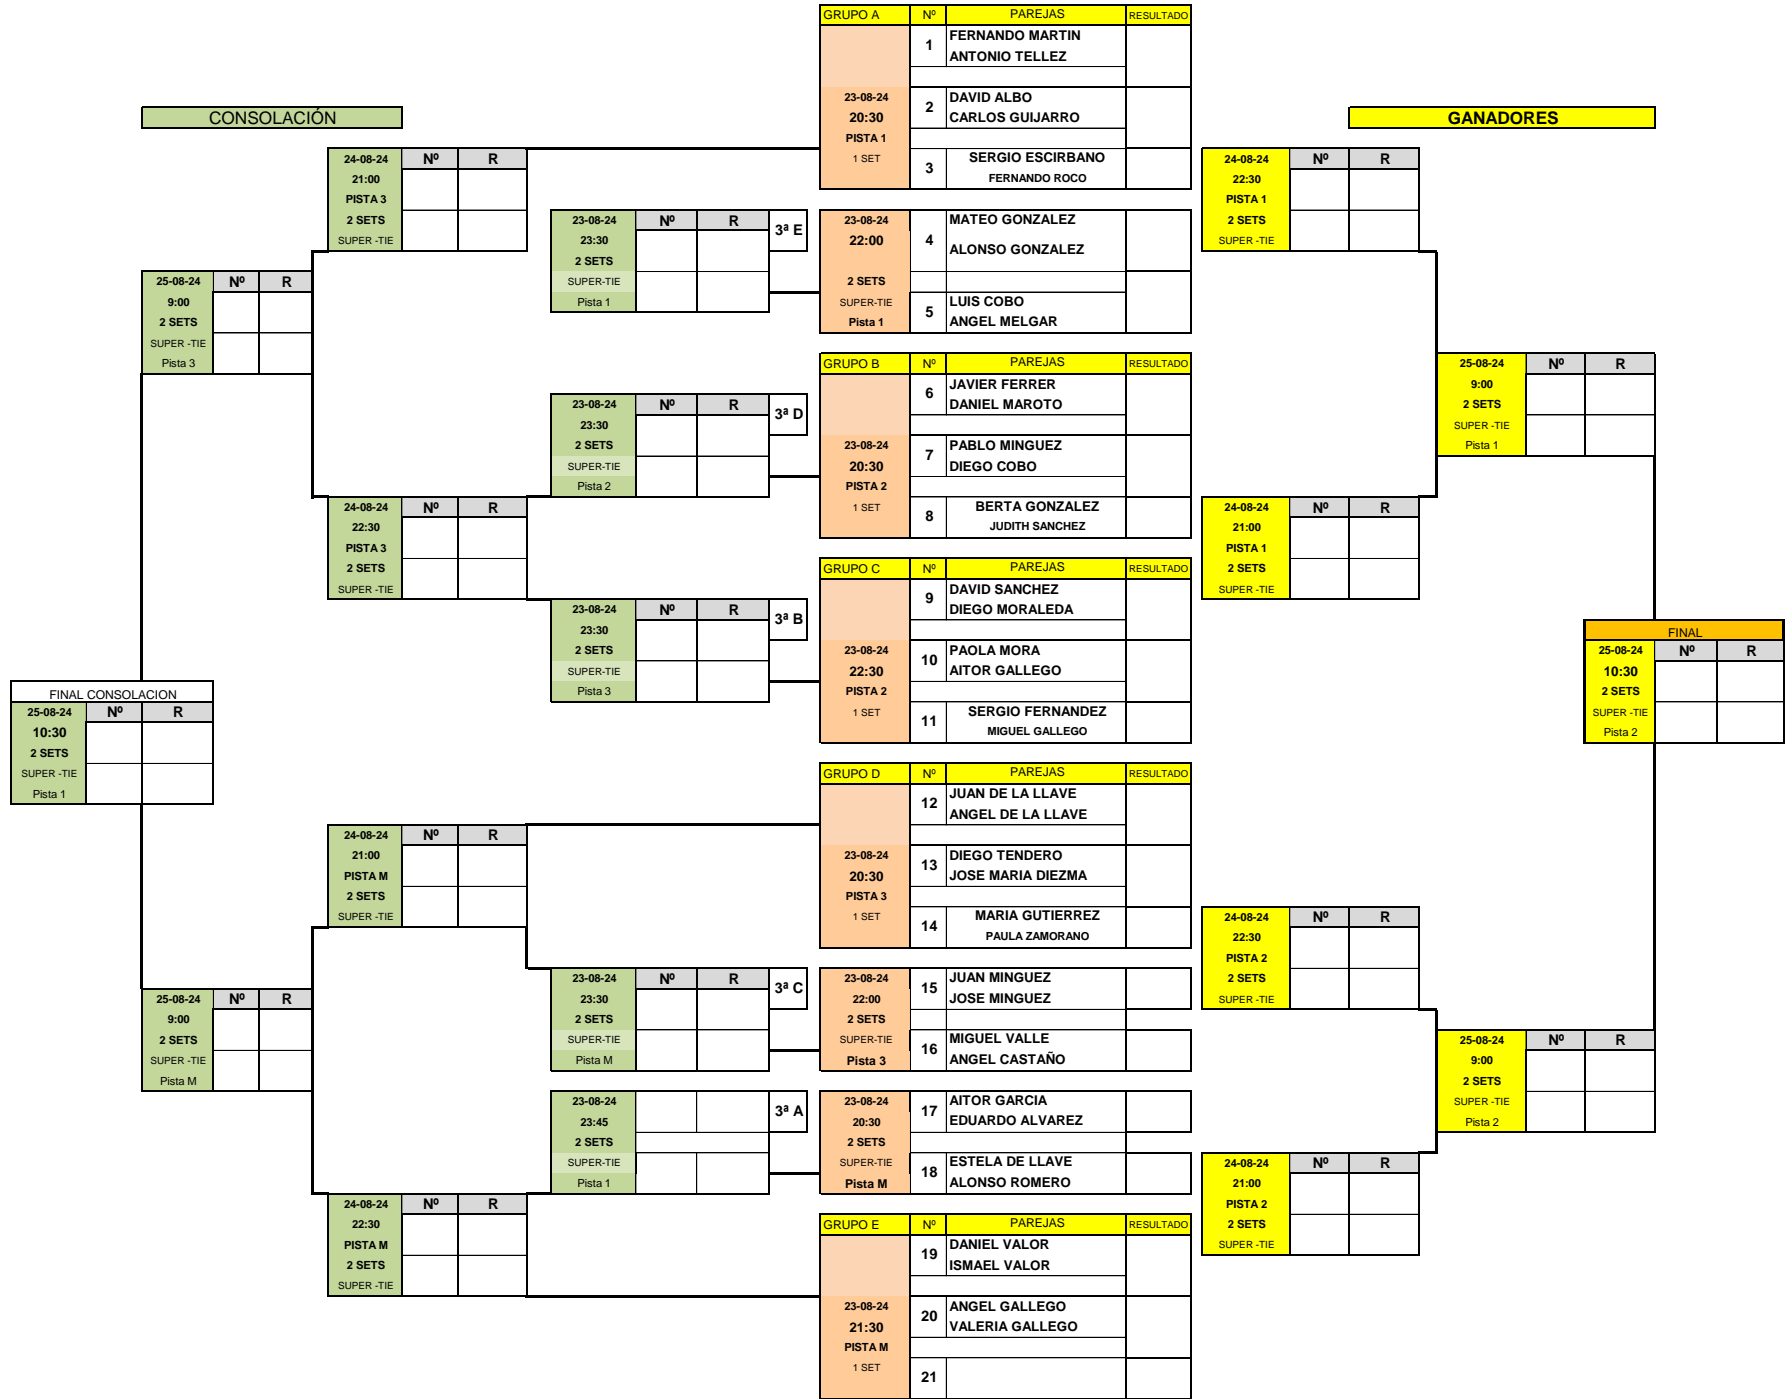 CONSOLACIÓN
24-08-24 Nº R
21:00
PISTA 3
2 SETS
SUPER -TIE
23-08-24 Nº R 3ª E
23:30
2 SETS
SUPER-TIE
Pista 1
25-08-24 Nº R
9:00
2 SETS
SUPER -TIE
Pista 3
23-08-24 Nº R 3ª D
23:30
2 SETS
SUPER-TIE
Pista 2
24-08-24 Nº R
22:30
PISTA 3
2 SETS
SUPER -TIE
23-08-24 Nº R 3ª B
23:30
2 SETS
SUPER-TIE
Pista 3
FINAL CONSOLACION
25-08-24 Nº R
10:30
2 SETS
SUPER -TIE
Pista 1
24-08-24 Nº R
21:00
PISTA M
2 SETS
SUPER -TIE
23-08-24 Nº R 3ª C
23:30
2 SETS
SUPER-TIE
Pista M
25-08-24 Nº R
9:00
2 SETS
SUPER -TIE
Pista M
23-08-24 3ª A
23:45
2 SETS
SUPER-TIE
Pista 1
24-08-24 Nº R
22:30
PISTA M
2 SETS
SUPER -TIE
GRUPO A Nº PAREJAS RESULTADO
1 FERNANDO MARTIN
ANTONIO TELLEZ
23-08-24
20:30
PISTA 1
1 SET
2 DAVID ALBO
CARLOS GUIJARRO
3 SERGIO ESCIRBANO
FERNANDO ROCO
23-08-24
22:00
2 SETS
SUPER-TIE
Pista 1
4 MATEO GONZALEZ
ALONSO GONZALEZ
5 LUIS COBO
ANGEL MELGAR
GRUPO B Nº PAREJAS RESULTADO
6 JAVIER FERRER
DANIEL MAROTO
23-08-24
20:30
PISTA 2
1 SET
7 PABLO MINGUEZ
DIEGO COBO
8 BERTA GONZALEZ
JUDITH SANCHEZ
GRUPO C Nº PAREJAS RESULTADO
9 DAVID SANCHEZ
DIEGO MORALEDA
23-08-24
22:30
PISTA 2
1 SET
10 PAOLA MORA
AITOR GALLEGO
11 SERGIO FERNANDEZ
MIGUEL GALLEGO
GRUPO D Nº PAREJAS RESULTADO
12 JUAN DE LA LLAVE
ANGEL DE LA LLAVE
23-08-24
20:30
PISTA 3
1 SET
13 DIEGO TENDERO
JOSE MARIA DIEZMA
14 MARIA GUTIERREZ
PAULA ZAMORANO
23-08-24
22:00
2 SETS
SUPER-TIE
Pista 3
15 JUAN MINGUEZ
JOSE MINGUEZ
16 MIGUEL VALLE
ANGEL CASTAÑO
23-08-24
20:30
2 SETS
SUPER-TIE
Pista M
17 AITOR GARCIA
EDUARDO ALVAREZ
18 ESTELA DE LLAVE
ALONSO ROMERO
GRUPO E Nº PAREJAS RESULTADO
19 DANIEL VALOR
ISMAEL VALOR
23-08-24
21:30
PISTA M
1 SET
20 ANGEL GALLEGO
VALERIA GALLEGO
21
GANADORES
24-08-24 Nº R
22:30
PISTA 1
2 SETS
SUPER -TIE
25-08-24 Nº R
9:00
2 SETS
SUPER -TIE
Pista 1
24-08-24 Nº R
21:00
PISTA 1
2 SETS
SUPER -TIE
FINAL
25-08-24 Nº R
10:30
2 SETS
SUPER -TIE
Pista 2
24-08-24 Nº R
22:30
PISTA 2
2 SETS
SUPER -TIE
25-08-24 Nº R
9:00
2 SETS
SUPER -TIE
Pista 2
24-08-24 Nº R
21:00
PISTA 2
2 SETS
SUPER -TIE